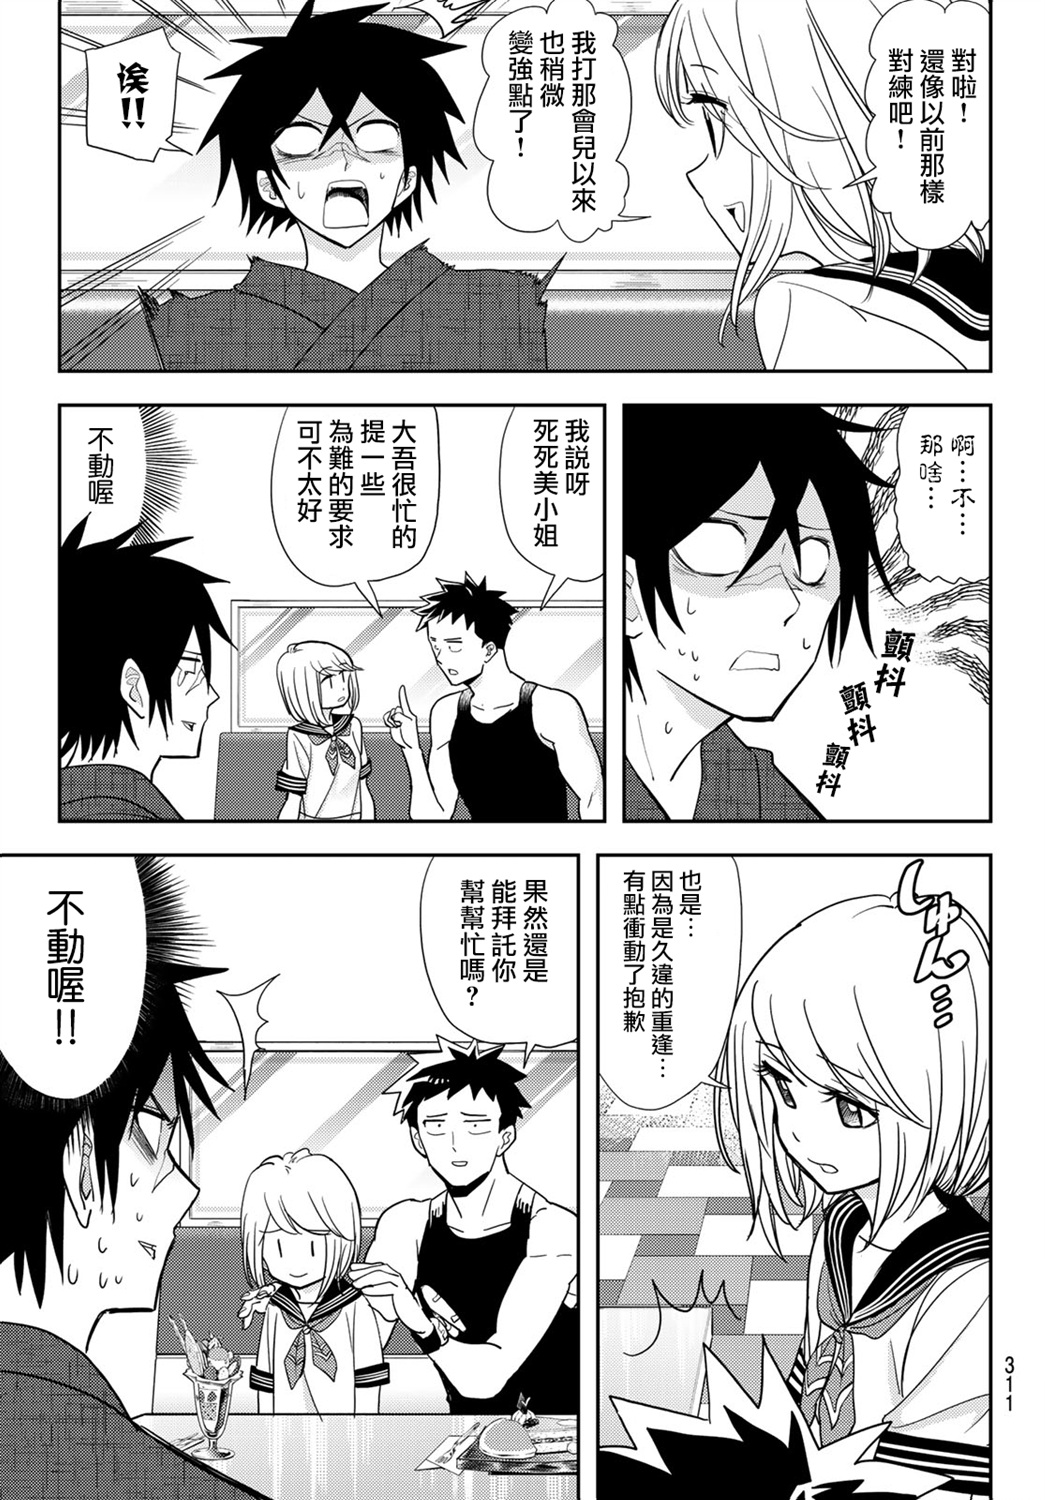 對啦！
還像以前那樣
對練吧！
我打那會兒以來
也稍微
變強點了！
诶!!
啊…不…
那啥…
顫抖
顫抖
顫抖
我說呀
死死美小姐
大吾很忙的
提一些
為難的要求
可不太好
不動喔
しゅん…
也是…
因為是久違的重逢…
有點衝動了抱歉
果然還是
能拜託你
幫幫忙嗎?
不動喔!!
311